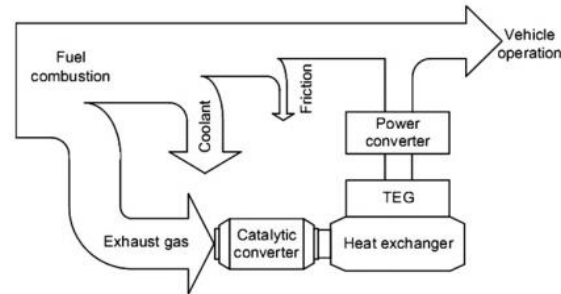 Fuel
combustion
Vehicle
operation
Coolant
Friction
Power
converter
TEG
Exhaust gas
Catalytic
converter
Heat exchanger